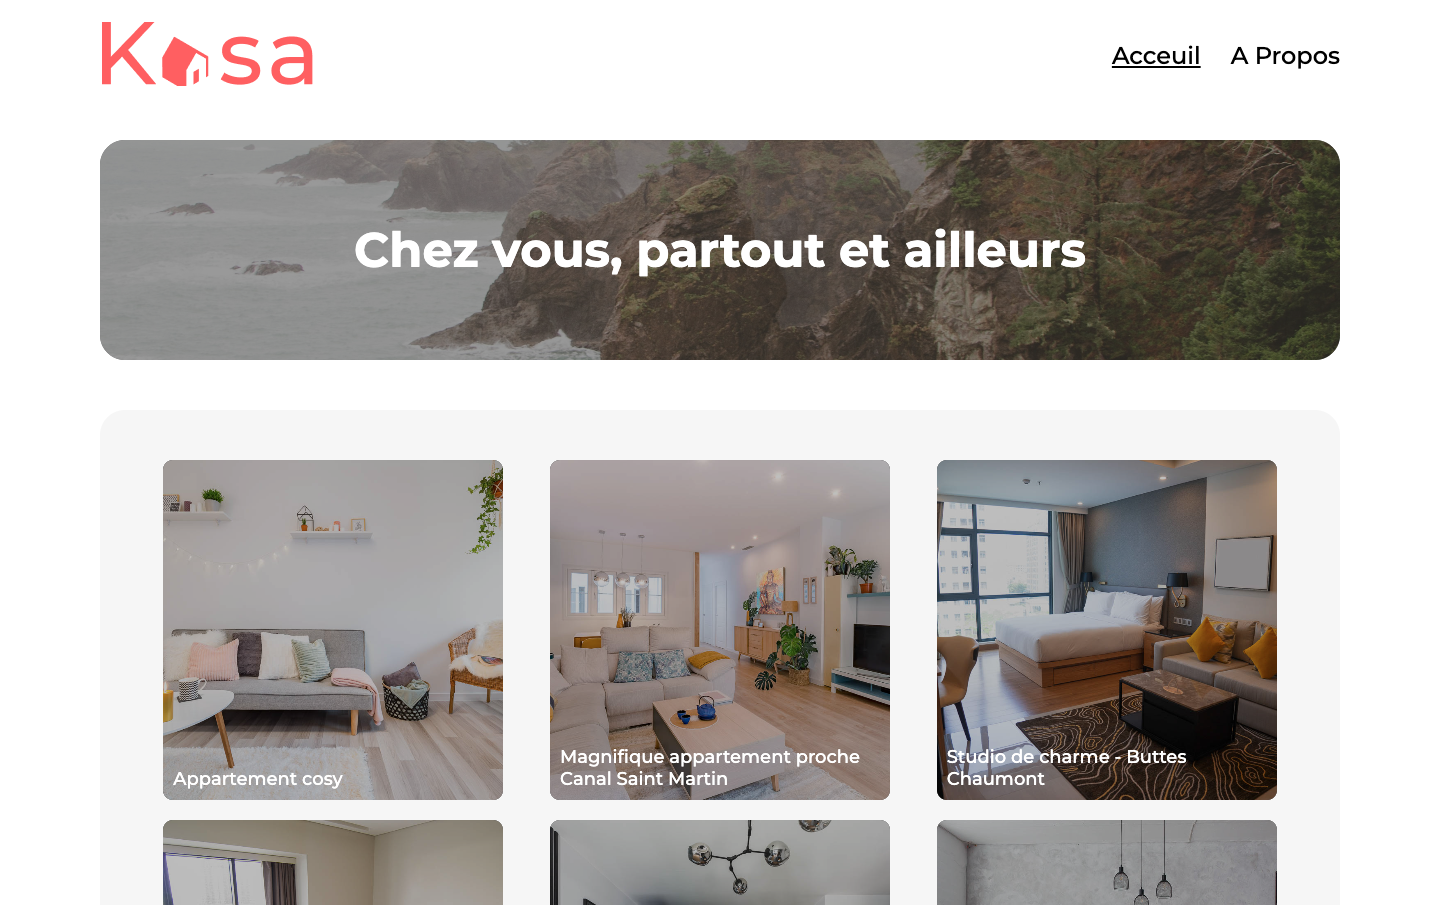 Kasa
Acceuil
A Propos
Chez vous, partout et ailleurs
Appartement cosy
Magnifique appartement proche
Canal Saint Martin
Studio de charme - Buttes
Chaumont